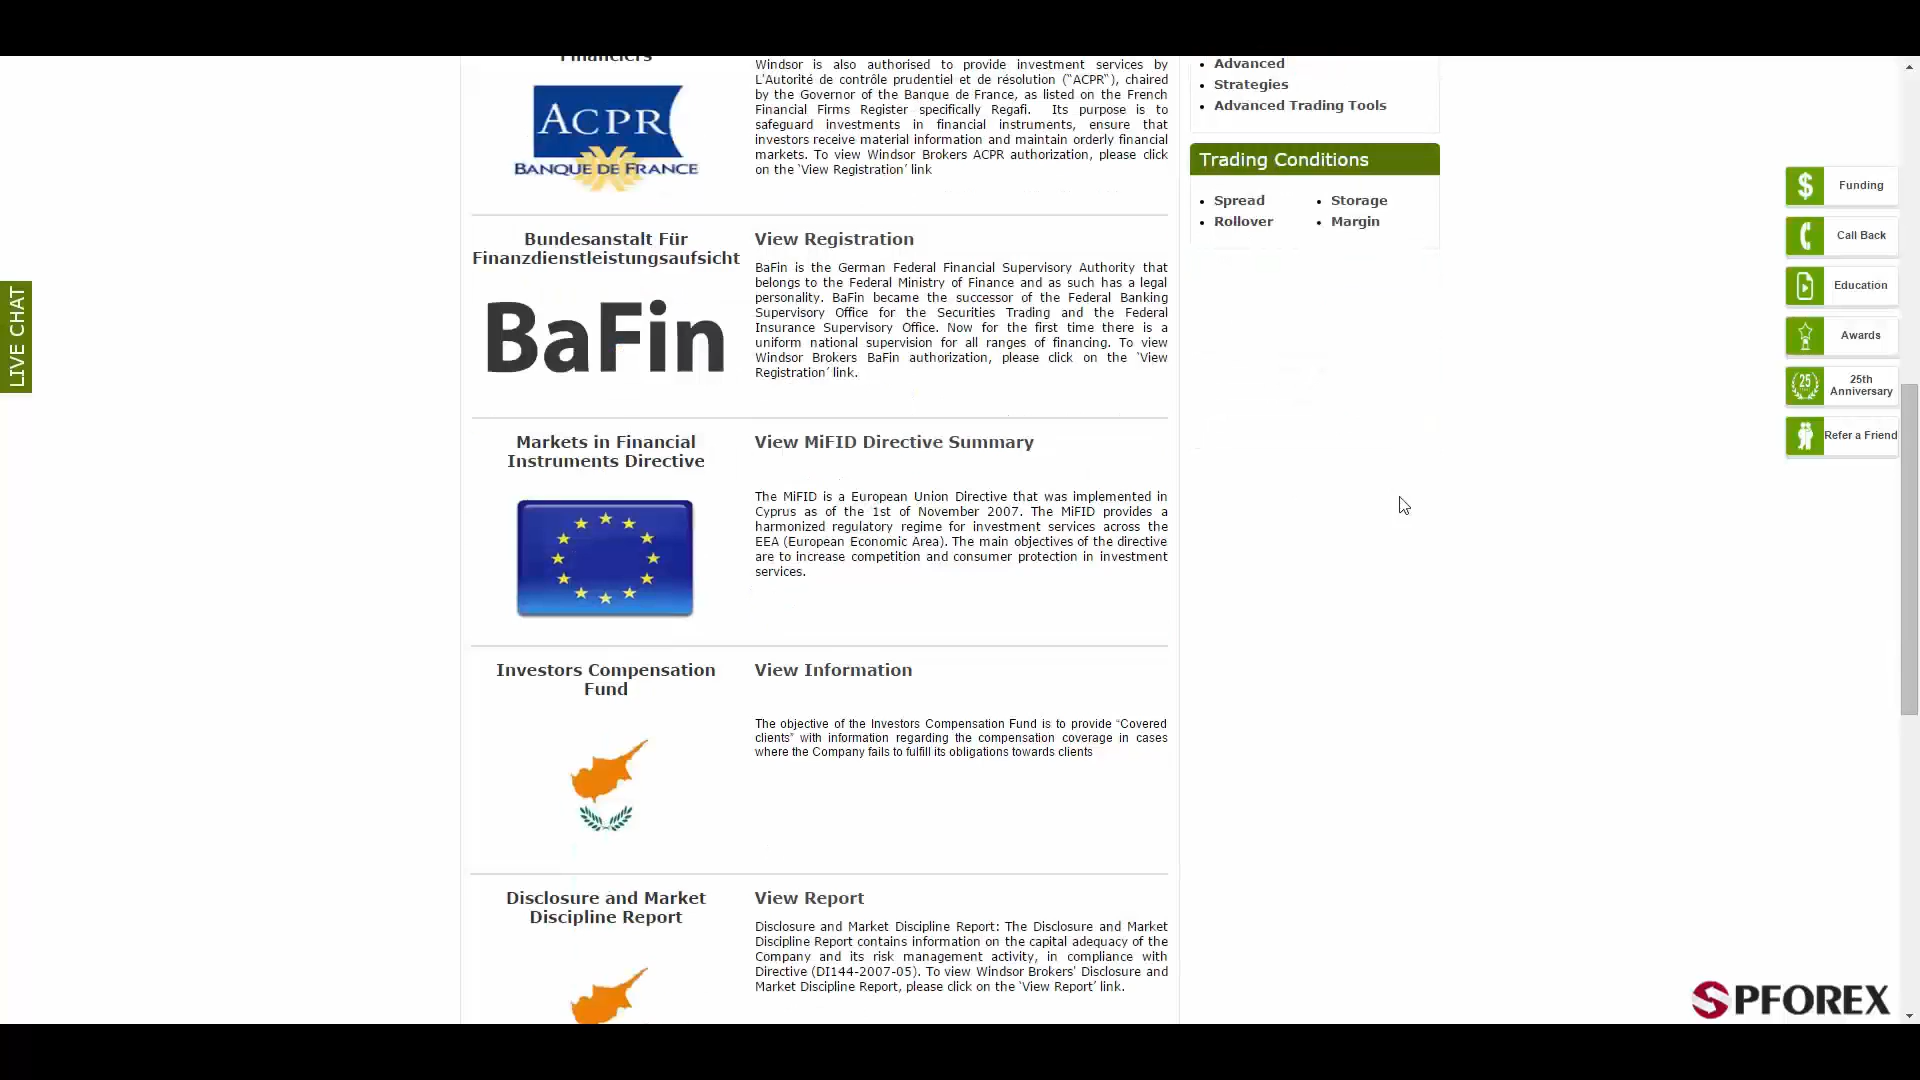 Financiers
ACPR
BANQUE DE FRANCE
Windsor is also authorised to provide investment services by
L'Autorité de contrôle prudentiel et de résolution ("ACPR"), chaired
by the Governor of the Banque de France, as listed on the French
Financial Firms Register specifically Regafi. Its purpose is to
safeguard investments in financial instruments, ensure that
investors receive material information and maintain orderly financial
markets. To view Windsor Brokers ACPR authorization, please click
on the 'View Registration' link
Bundesanstalt Für
Finanzdienstleistungsaufsicht
BaFin
View Registration
BaFin is the German Federal Financial Supervisory Authority that
belongs to the Federal Ministry of Finance and as such has a legal
personality. BaFin became the successor of the Federal Banking
Supervisory Office for the Securities Trading and the Federal
Insurance Supervisory Office. Now for the first time there is a
uniform national supervision for all ranges of financing. To view
Windsor Brokers BaFin authorization, please click on the 'View
Registration' link.
Markets in Financial
Instruments Directive
View MiFID Directive Summary
The MiFID is a European Union Directive that was implemented in
Cyprus as of the 1st of November 2007. The MiFID provides a
harmonized regulatory regime for investment services across the
EEA (European Economic Area). The main objectives of the directive
are to increase competition and consumer protection in investment
services.
Investors Compensation
Fund
View Information
The objective of the Investors Compensation Fund is to provide "Covered
clients" with information regarding the compensation coverage in cases
where the Company fails to fulfill its obligations towards clients
Disclosure and Market
Discipline Report
View Report
Disclosure and Market Discipline Report: The Disclosure and Market
Discipline Report contains information on the capital adequacy of the
Company and its risk management activity, in compliance with
Directive (DI144-2007-05). To view Windsor Brokers' Disclosure and
Market Discipline Report, please click on the 'View Report' link.
Advanced
Strategies
Advanced Trading Tools
Trading Conditions
Spread
Storage
Rollover
Margin
LIVE CHAT
Funding
Call Back
Education
Awards
25
25th
Anniversary
Refer a Friend
SPFOREX